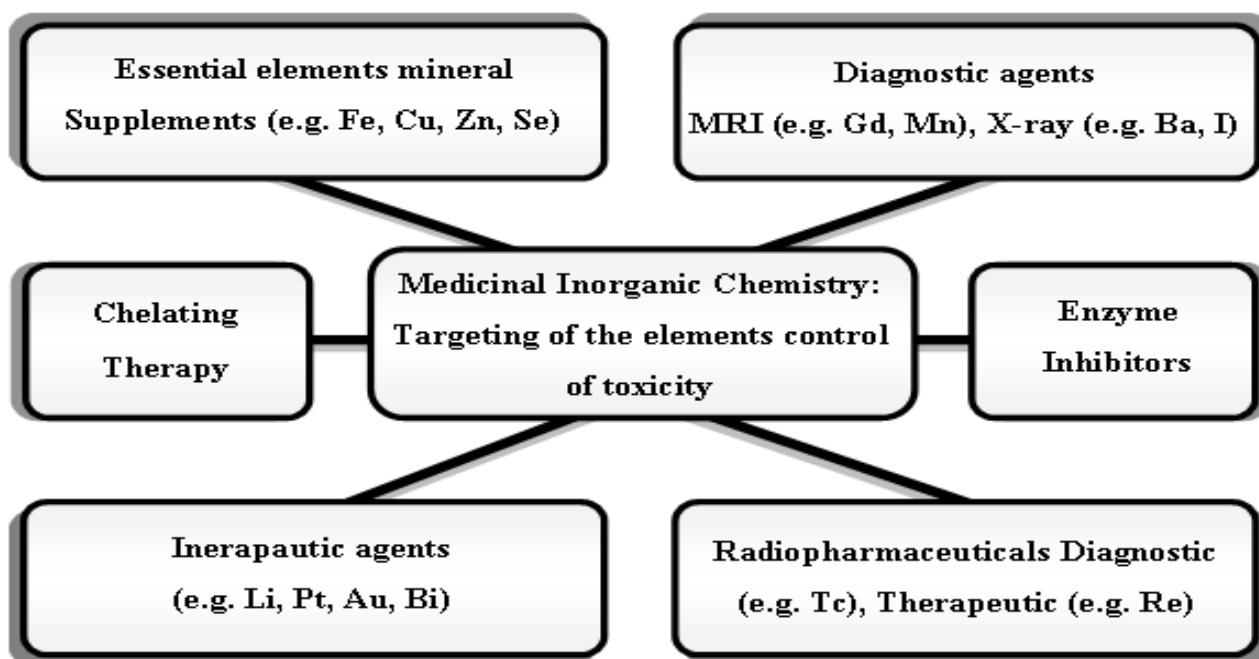 Essential elements mineral
Supplements (e.g. Fe, Cu, Zn, Se)
Diagnostic agents
MRI (e.g. Gd, Mn), X-ray (e.g. Ba, I)
Chelating
Therapy
Medicinal Inorganic Chemistry:
Targeting of the elements control
of toxicity
Enzyme
Inhibitors
Inerapautic agents
(e.g. Li, Pt, Au, Bi)
Radiopharmaceuticals Diagnostic
(e.g. Tc), Therapeutic (e.g. Re)